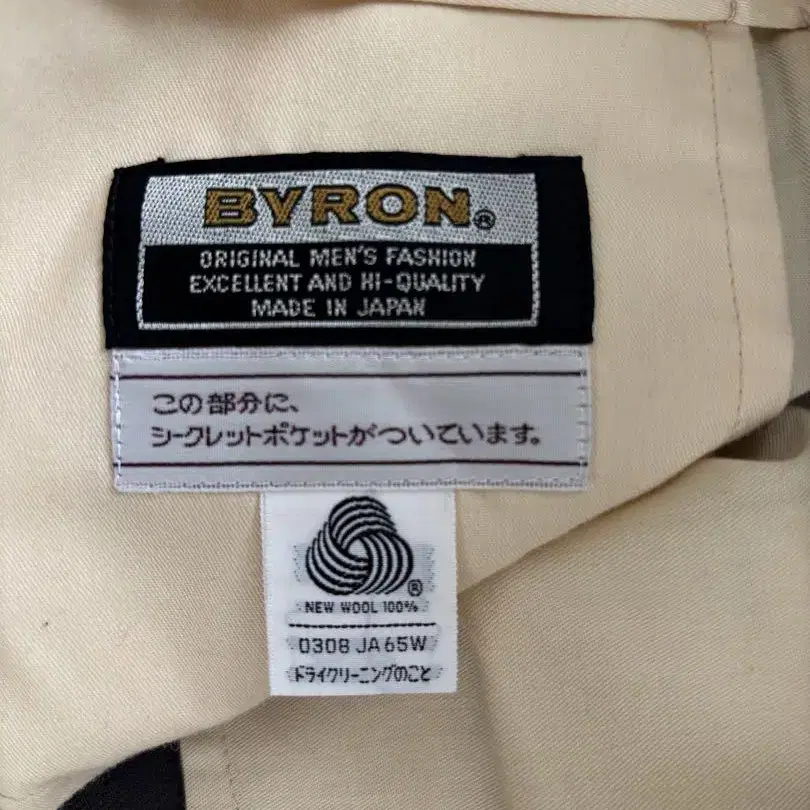 BYRON®
ORIGINAL MEN'S FASHION
EXCELLENT AND HI-QUALITY
MADE IN JAPAN
この部分に、
シークレットポケットがついています。
®
NEW WOOL 100%
0308 JA65W
ドライクリーニングのこと